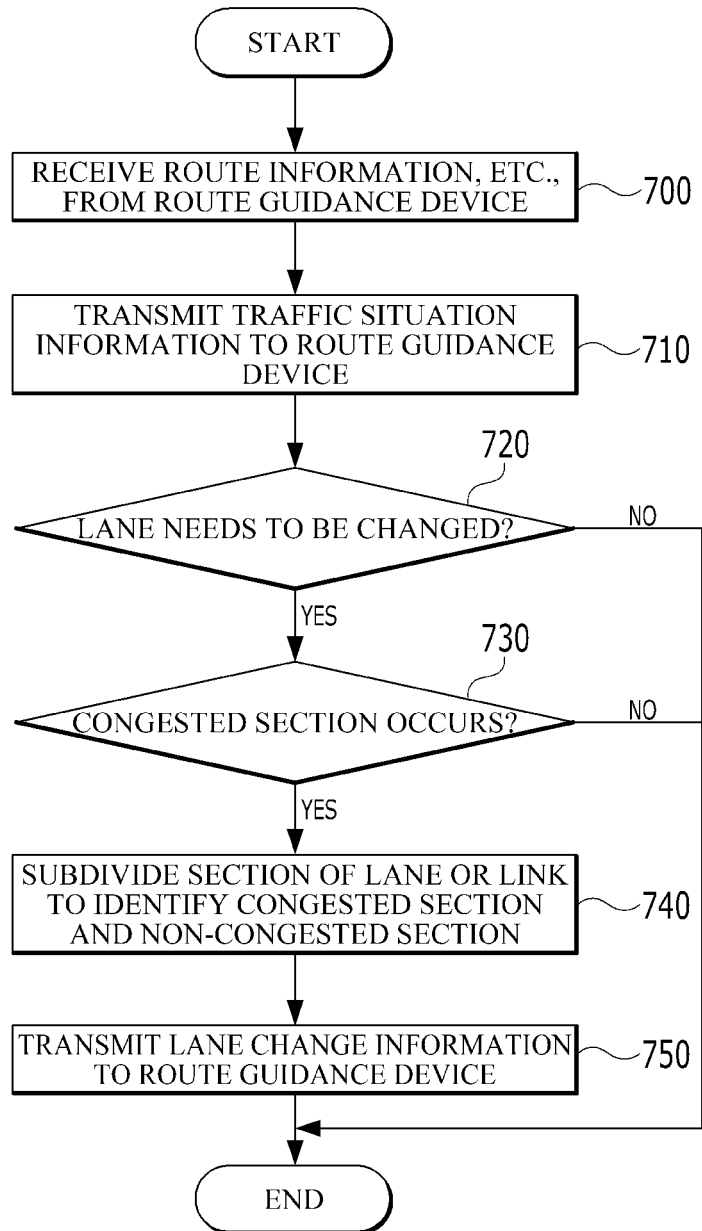 START
RECEIVE ROUTE INFORMATION, ETC.,
FROM ROUTE GUIDANCE DEVICE
700
TRANSMIT TRAFFIC SITUATION
INFORMATION TO ROUTE GUIDANCE
DEVICE
710
720
LANE NEEDS TO BE CHANGED?
NO
YES
730
CONGESTED SECTION OCCURS?
NO
YES
SUBDIVIDE SECTION OF LANE OR LINK
TO IDENTIFY CONGESTED SECTION
AND NON-CONGESTED SECTION
740
TRANSMIT LANE CHANGE INFORMATION
TO ROUTE GUIDANCE DEVICE
750
END